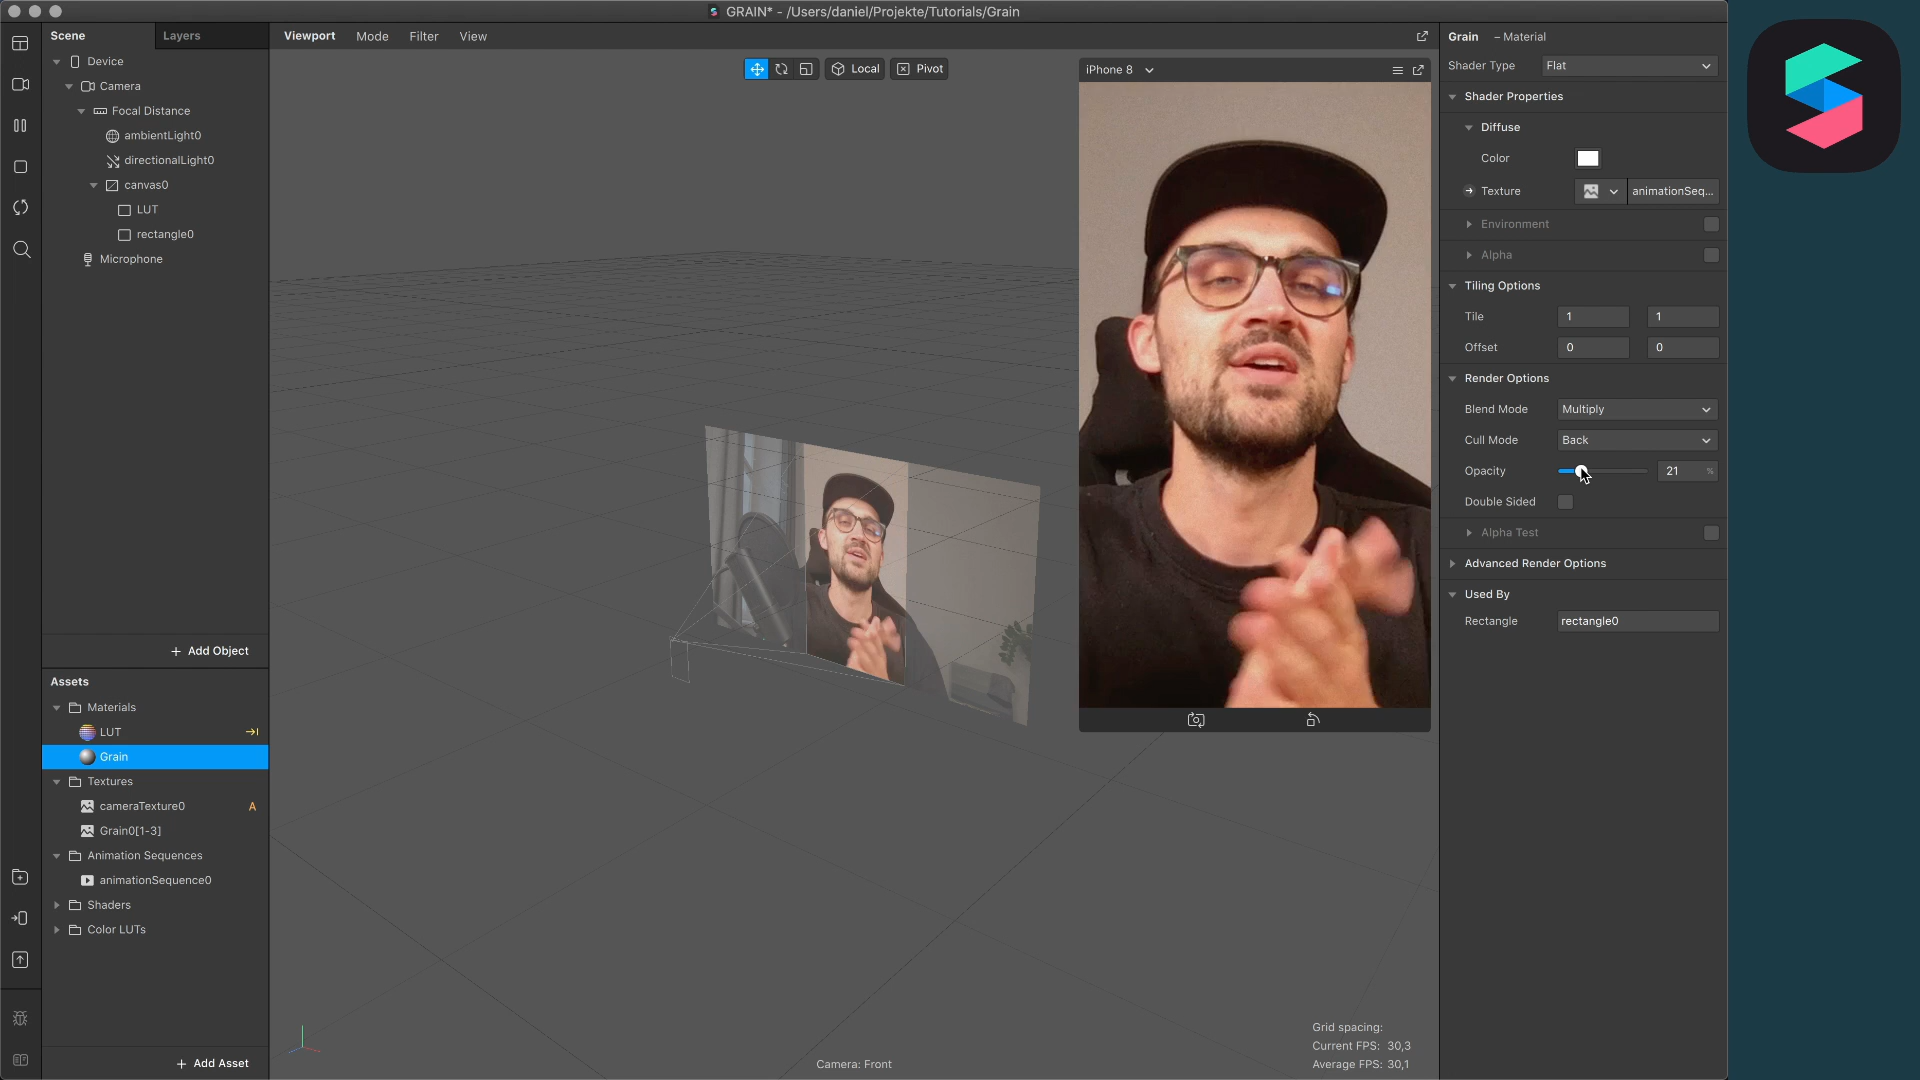 GRAIN* - /Users/daniel/Projekte/Tutorials/Grain
Scene
Layers
Device
Camera
Focal Distance
ambientLight0
directionalLight0
canvas0
LUT
rectangle0
Microphone
+ Add Object
Assets
Materials
LUT
Grain
Textures
cameraTexture0 A
Grain0[1-3]
Animation Sequences
animationSequence0
Shaders
Color LUTs
+ Add Asset
Viewport Mode Filter View
Local
Pivot
iPhone 8
Camera: Front
Grid spacing:
Current FPS: 30,3
Average FPS: 30,1
Grain – Material
Shader Type Flat
Shader Properties
Diffuse
Color
Texture animationSeq...
Environment
Alpha
Tiling Options
Tile 1 1
Offset 0 0
Render Options
Blend Mode Multiply
Cull Mode Back
Opacity 21 %
Double Sided
Alpha Test
Advanced Render Options
Used By
Rectangle rectangle0